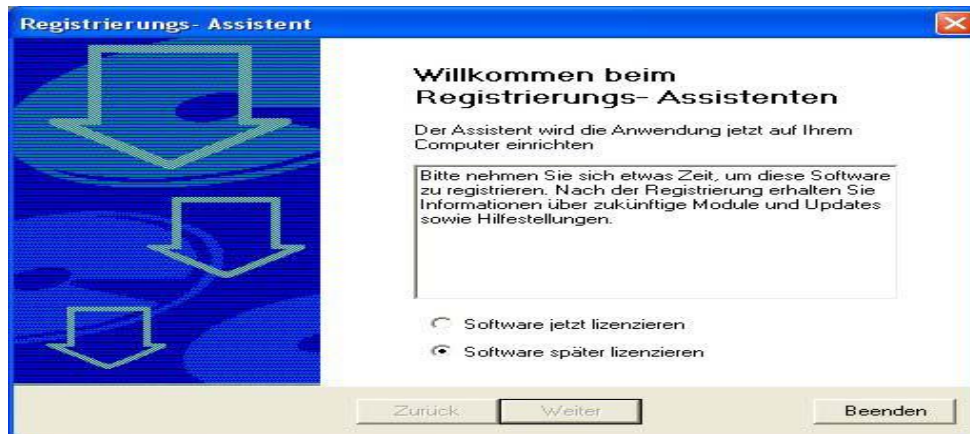 Registrierungs- Assistent
Willkommen beim
Registrierungs- Assistenten
Der Assistent wird die Anwendung jetzt auf Ihrem
Computer einrichten
Bitte nehmen Sie sich etwas Zeit, um diese Software
zu registrieren. Nach der Registrierung erhalten Sie
Informationen über zukünftige Module und Updates
sowie Hilfestellungen.
Software jetzt lizenzieren
Software später lizenzieren
Zurück
Weiter
Beenden